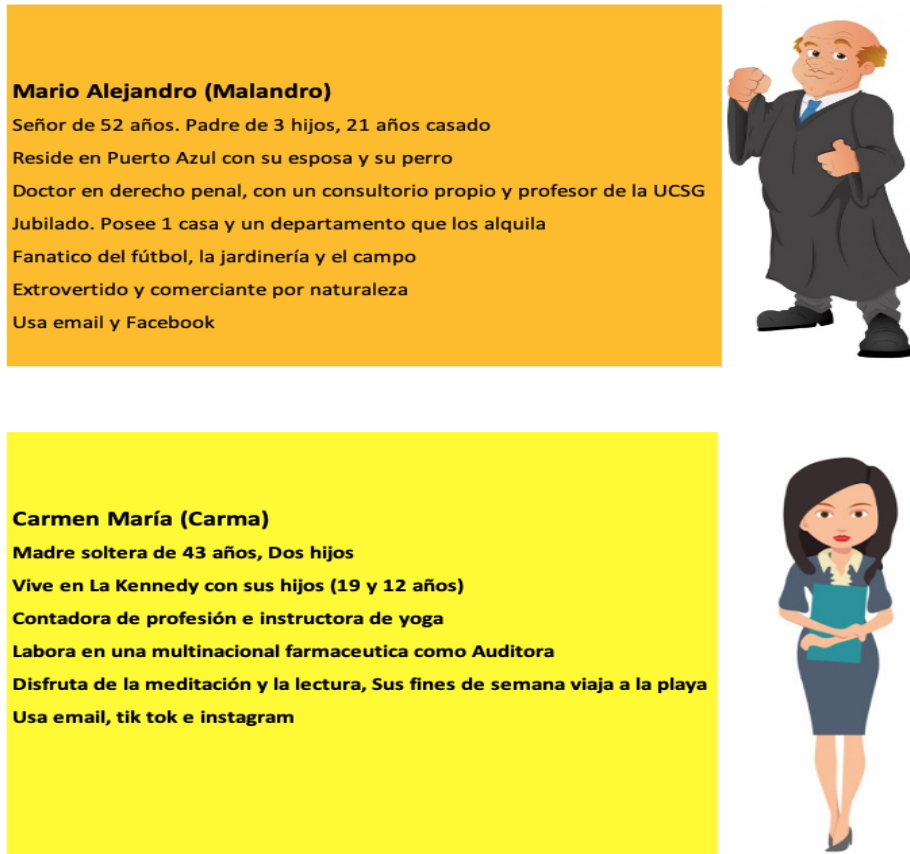 Mario Alejandro (Malandro)
Señor de 52 años. Padre de 3 hijos, 21 años casado
Reside en Puerto Azul con su esposa y su perro
Doctor en derecho penal, con un consultorio propio y profesor de la UCSG
Jubilado. Posee 1 casa y un departamento que los alquila
Fanatico del fútbol, la jardinería y el campo
Extrovertido y comerciante por naturaleza
Usa email y Facebook
Carmen María (Carma)
Madre soltera de 43 años, Dos hijos
Vive en La Kennedy con sus hijos (19 y 12 años)
Contadora de profesión e instructora de yoga
Labora en una multinacional farmaceutica como Auditora
Disfruta de la meditación y la lectura, Sus fines de semana viaja a la playa
Usa email, tik tok e instagram